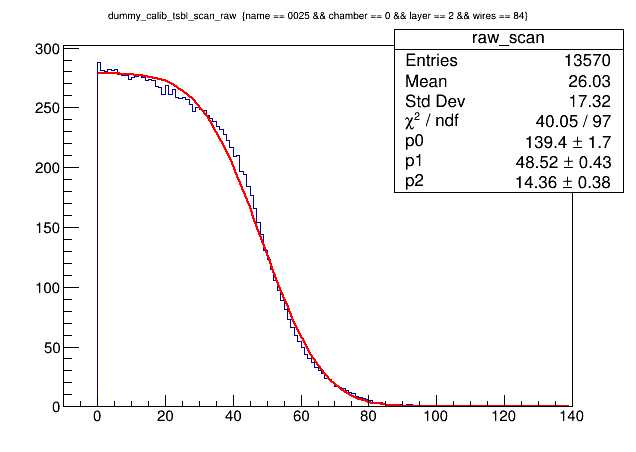 dummy_calib_tsbl_scan_raw {name == 0025 && chamber == 0 && layer == 2 && wires == 84}
raw_scan
Entries 13570
Mean 26.03
Std Dev 17.32
χ² / ndf 40.05 / 97
p0 139.4 ± 1.7
p1 48.52 ± 0.43
p2 14.36 ± 0.38
300
250
200
150
100
50
0
0 20 40 60 80 100 120 140